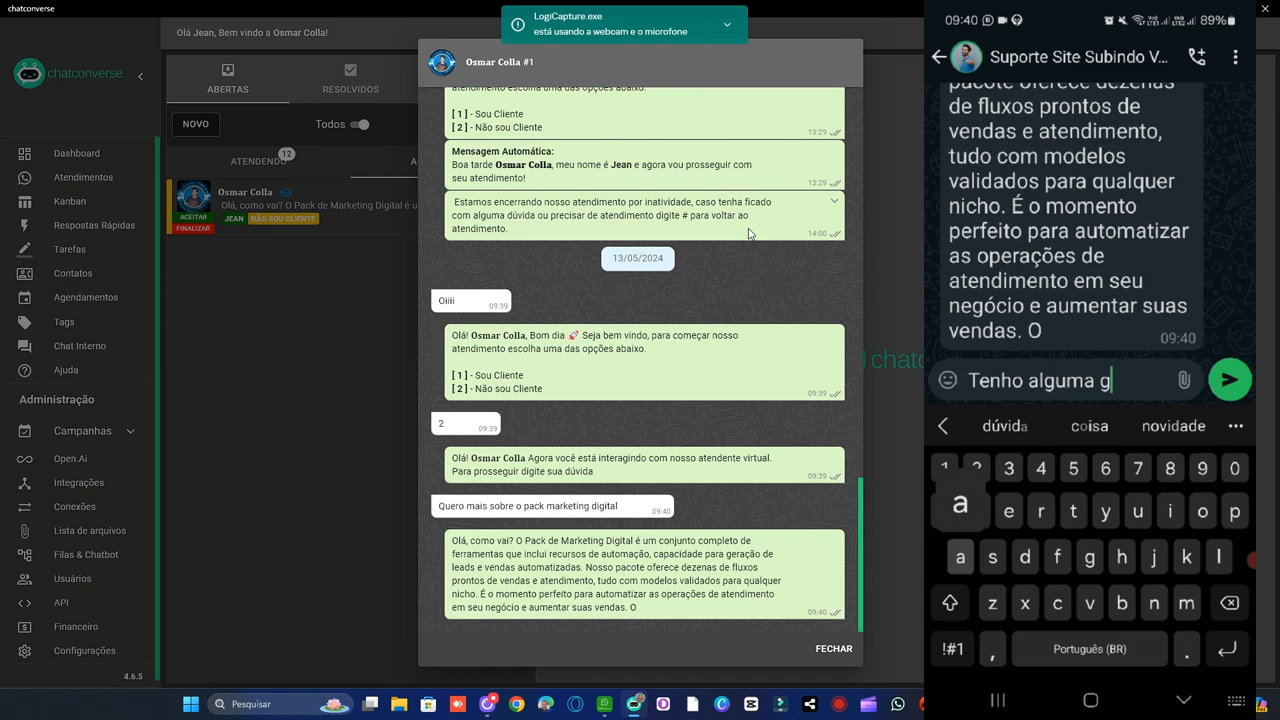 chatconverse
Olá Jean, Bem vindo a Osmar Colla!
LogiCapture.exe
está usando a webcam e o microfone
chatconverse
ABERTAS
RESOLVIDOS
NOVO
Todos
ATENDENDO
12
Osmar Colla
Olá, como vai? O Pack de Marketing Digital é u
ACEITAR
FINALIZAR
JEAN
NÃO SOU CLIENTE
Dashboard
Atendimentos
Kanban
Respostas Rápidas
Tarefas
Contatos
Agendamentos
Tags
Chat Interno
Ajuda
Administração
Campanhas
Open.Ai
Integrações
Conexões
Lista de arquivos
Filas & Chatbot
Usuários
API
Financeiro
Configurações
4.6.5
Osmar Colla #1
atendimento escolha uma das opções abaixo.
[ 1 ] - Sou Cliente
[ 2 ] - Não sou Cliente
13:29
Mensagem Automática:
Boa tarde Osmar Colla, meu nome é Jean e agora vou prosseguir com
seu atendimento!
13:29
Estamos encerrando nosso atendimento por inatividade, caso tenha ficado
com alguma dúvida ou precisar de atendimento digite # para voltar ao
atendimento.
14:00
13/05/2024
Oiiii
09:39
Olá! Osmar Colla, Bom dia 🚀 Seja bem vindo, para começar nosso
atendimento escolha uma das opções abaixo.
[ 1 ] - Sou Cliente
[ 2 ] - Não sou Cliente
09:39
2
09:39
Olá! Osmar Colla Agora você está interagindo com nosso atendente virtual.
Para prosseguir digite sua dúvida
09:39
Quero mais sobre o pack marketing digital
09:40
Olá, como vai? O Pack de Marketing Digital é um conjunto completo de
ferramentas que inclui recursos de automação, capacidade para geração de
leads e vendas automatizadas. Nosso pacote oferece dezenas de fluxos
prontos de vendas e atendimento, tudo com modelos validados para qualquer
nicho. É o momento perfeito para automatizar as operações de atendimento
em seu negócio e aumentar suas vendas. O
09:40
FECHAR
Pesquisar
09:40
89%
Suporte Site Subindo V...
pacote oferece dezenas
de fluxos prontos de
vendas e atendimento,
tudo com modelos
validados para qualquer
nicho. É o momento
perfeito para automatizar
as operações de
atendimento em seu
negócio e aumentar suas
vendas. O
09:40
Tenho alguma g
dúvida coisa novidade
1 2 3 4 5 6 7 8 9 0
a e r t y u i o p
a s d f g h j k l
z x c v b n m
!#1 , Português (BR) .